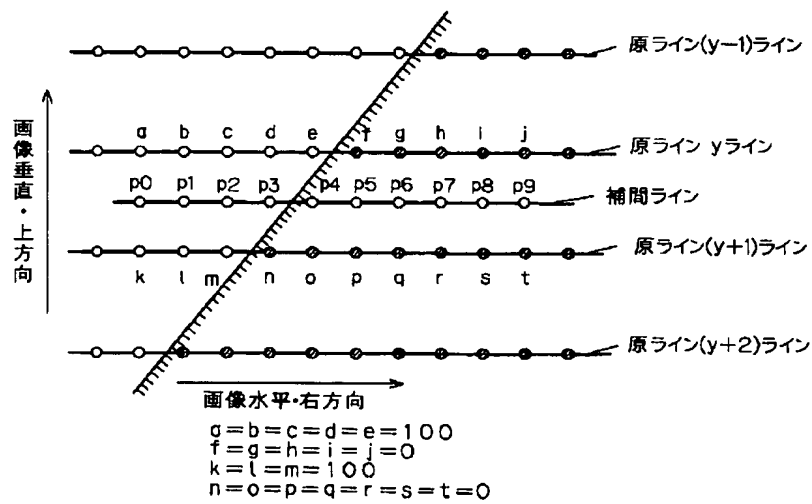 原ライン(y−1)ライン
a b c d e f g h i j
原ライン yライン
p0 p1 p2 p3 p4 p5 p6 p7 p8 p9
補間ライン
原ライン(y+1)ライン
k l m n o p q r s t
原ライン(y+2)ライン
画像垂直・上方向
画像水平・右方向
a=b=c=d=e=100
f=g=h=i=j=0
k=l=m=100
n=o=p=q=r=s=t=0